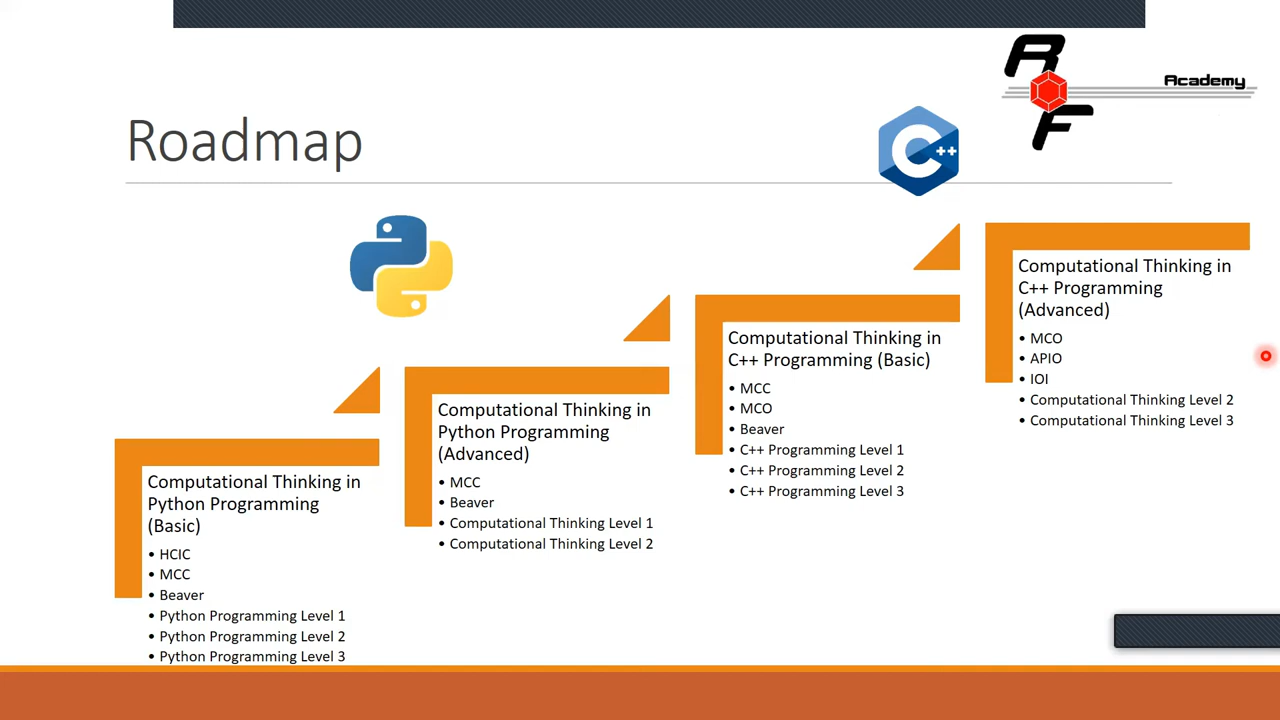 R
Academy
F
Roadmap
C++
Computational Thinking in
Python Programming
(Basic)
• HCIC
• MCC
• Beaver
• Python Programming Level 1
• Python Programming Level 2
• Python Programming Level 3
Computational Thinking in
Python Programming
(Advanced)
• MCC
• Beaver
• Computational Thinking Level 1
• Computational Thinking Level 2
Computational Thinking in
C++ Programming (Basic)
• MCC
• MCO
• Beaver
• C++ Programming Level 1
• C++ Programming Level 2
• C++ Programming Level 3
Computational Thinking in
C++ Programming
(Advanced)
• MCO
• APIO
• IOI
• Computational Thinking Level 2
• Computational Thinking Level 3